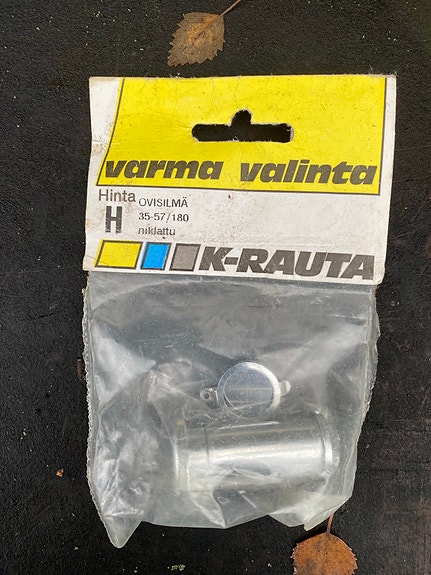 varma valinta
Hinta OVISILMÄ
H 35-57/180
niklattu
K-RAUTA